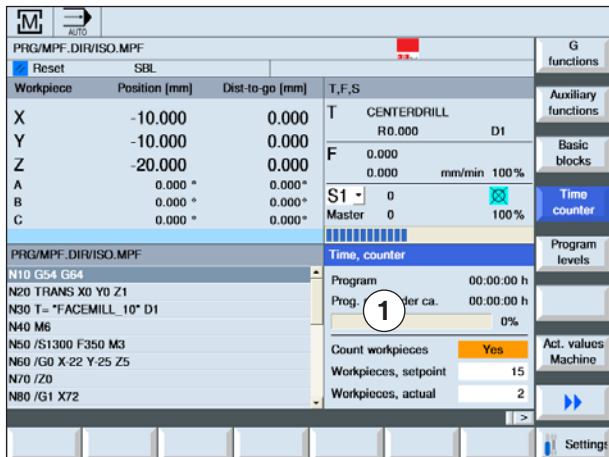 M
AUTO
PRG/MPF.DIR/ISO.MPF
G functions
Reset SBL
Workpiece Position [mm] Dist-to-go [mm] T,F,S
Auxiliary functions
X -10.000 0.000
T CENTERDRILL
R0.000 D1
Y -10.000 0.000
Basic blocks
Z -20.000 0.000
F 0.000
0.000 mm/min 100%
A 0.000 ° 0.000°
B 0.000 ° 0.000°
C 0.000 ° 0.000°
S1 0
Master 0 100%
Time counter
PRG/MPF.DIR/ISO.MPF
N10 G54 G64
N20 TRANS X0 Y0 Z1
N30 T= "FACEMILL_10" D1
N40 M6
N50 /S1300 F350 M3
N60 /G0 X-22 Y-25 Z5
N70 /Z0
N80 /G1 X72
Time, counter
Program 00:00:00 h
Prog. der ca. 00:00:00 h
1
0%
Count workpieces Yes
Workpieces, setpoint 15
Workpieces, actual 2
Program levels
Act. values Machine
>
Settings